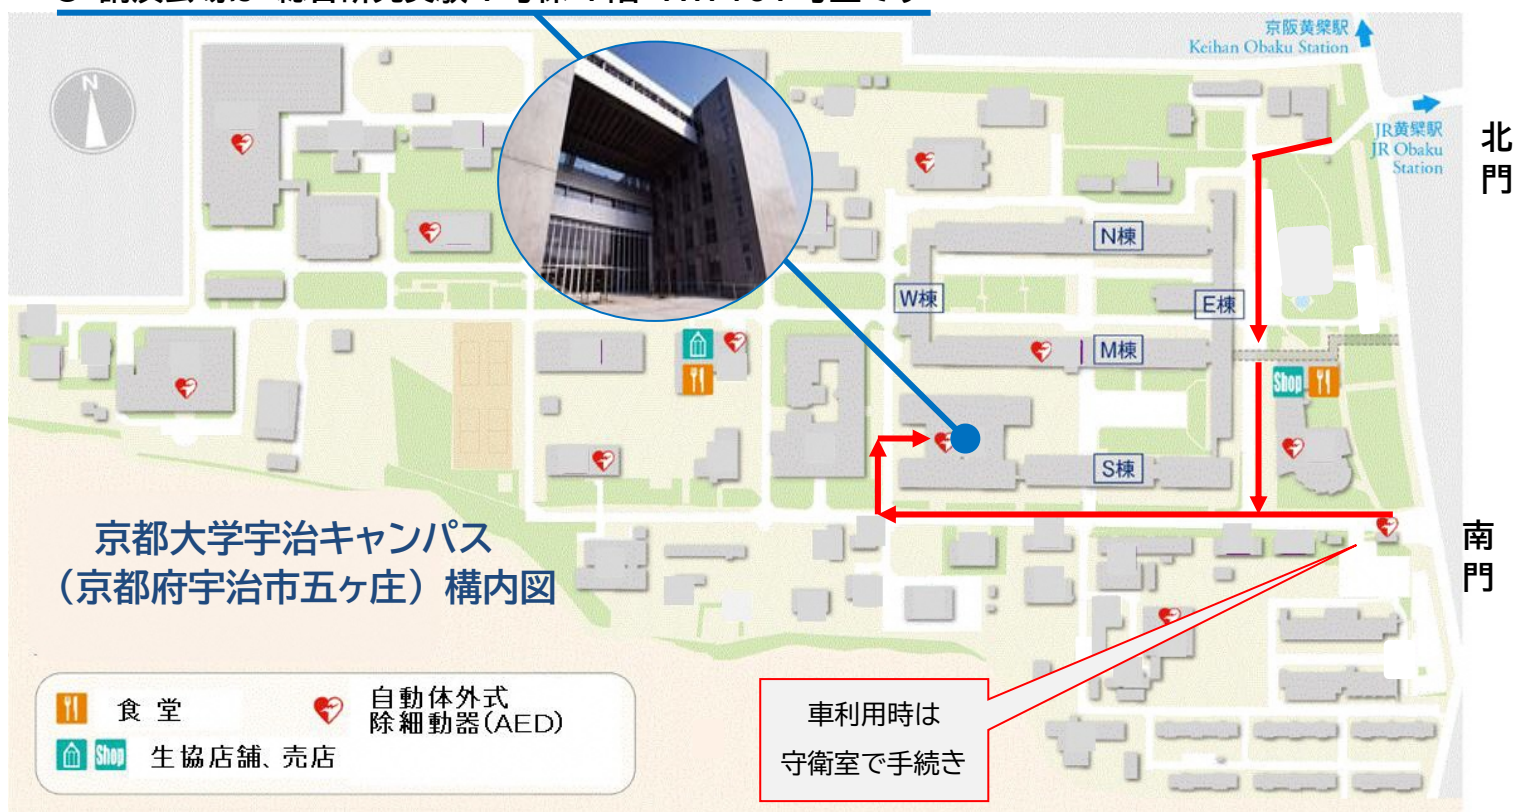 京阪黄檗駅
Keihan Obaku Station
N
JR黄檗駅
JR Obaku
Station
北
門
N棟
W棟
E棟
M棟
Shop
S棟
京都大学宇治キャンパス
（京都府宇治市五ヶ庄）構内図
南
門
車利用時は
守衛室で手続き
食 堂
自動体外式
除細動器(AED)
Shop
生協店舗、売店